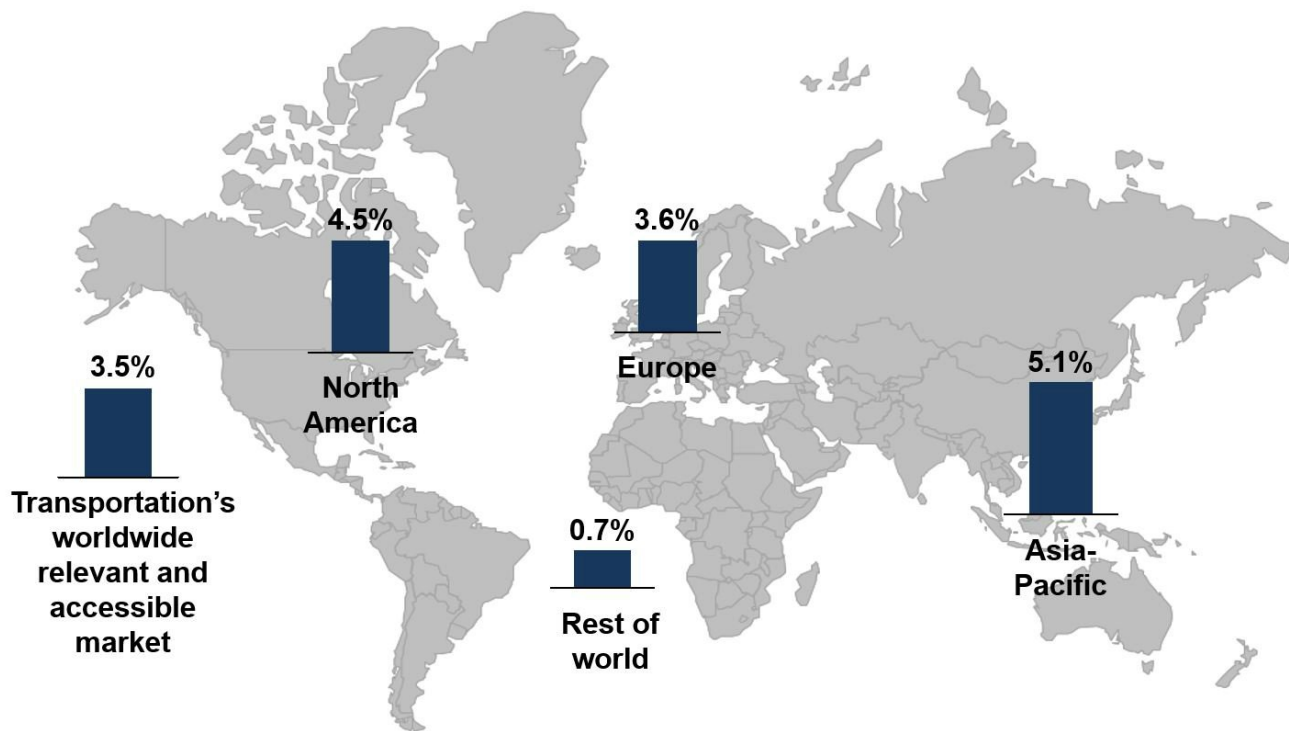 4.5%
North
America
3.6%
Europe
5.1%
Asia-
Pacific
3.5%
Transportation’s
worldwide
relevant and
accessible
market
0.7%
Rest of
world